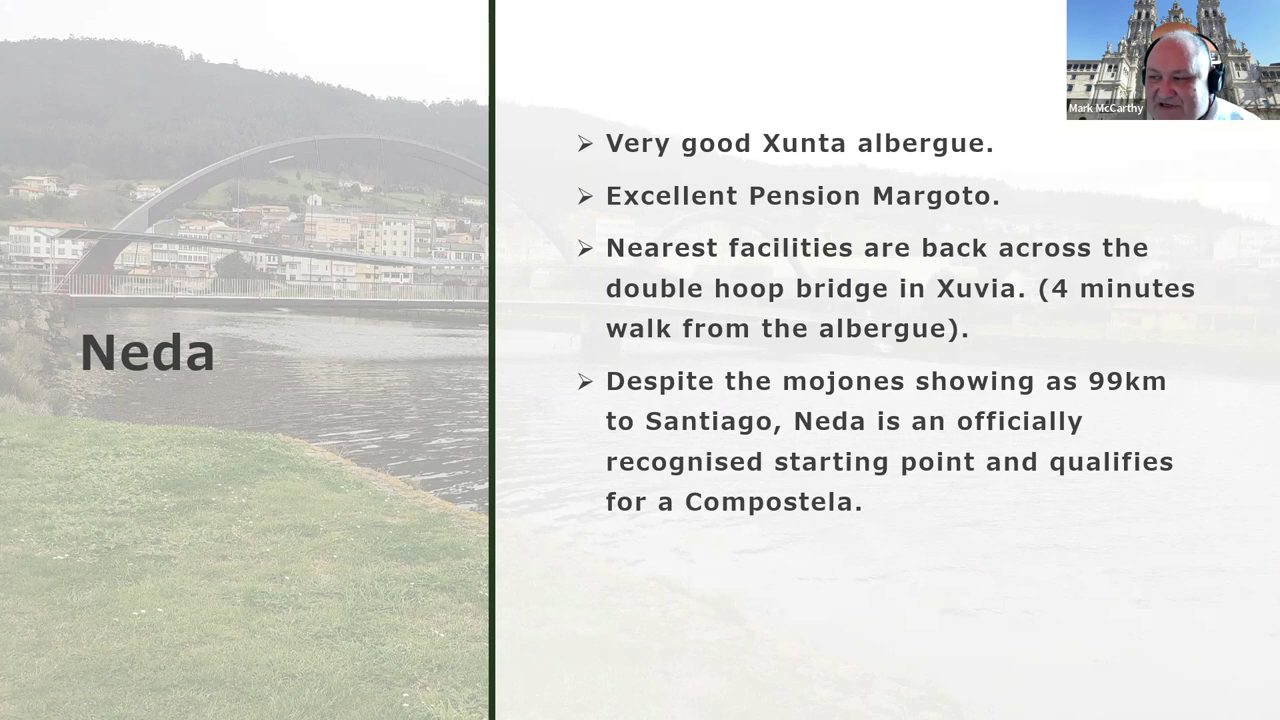 Mark McCarthy
Neda
➢ Very good Xunta albergue.
➢ Excellent Pension Margoto.
➢ Nearest facilities are back across the
double hoop bridge in Xuvia. (4 minutes
walk from the albergue).
➢ Despite the mojones showing as 99km
to Santiago, Neda is an officially
recognised starting point and qualifies
for a Compostela.